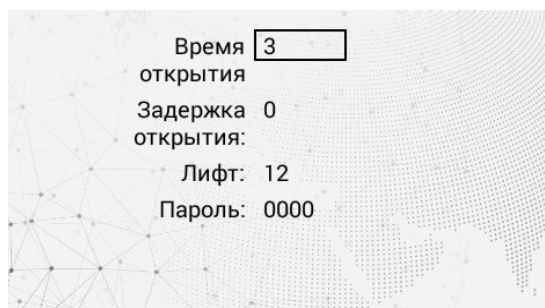 Время 3
открытия
Задержка 0
открытия:
Лифт: 12
Пароль: 0000